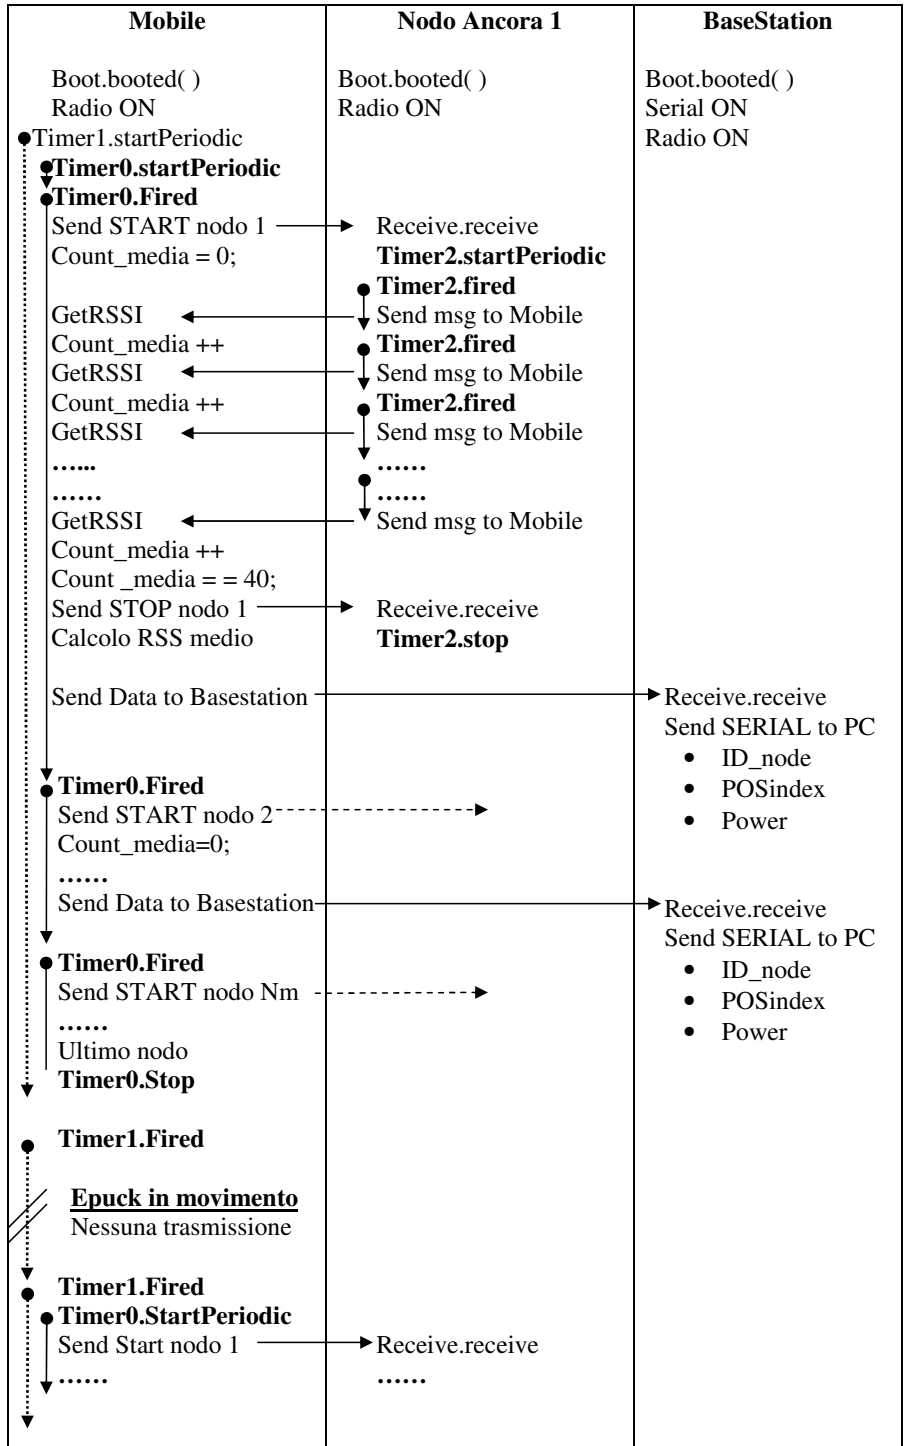 Mobile Nodo Ancora 1 BaseStation
Boot.booted( ) Boot.booted( ) Boot.booted( )
Radio ON Radio ON Serial ON
Timer1.startPeriodic Radio ON
Timer0.startPeriodic
Timer0.Fired
Send START nodo 1 Receive.receive
Count_media = 0; Timer2.startPeriodic
Timer2.fired
GetRSSI Send msg to Mobile
Count_media ++ Timer2.fired
GetRSSI Send msg to Mobile
Count_media ++ Timer2.fired
GetRSSI Send msg to Mobile
…... ……
…… ……
GetRSSI Send msg to Mobile
Count_media ++
Count _media = = 40;
Send STOP nodo 1 Receive.receive
Calcolo RSS medio Timer2.stop
Send Data to Basestation Receive.receive
Send SERIAL to PC
• ID_node
Timer0.Fired • POSindex
Send START nodo 2 • Power
Count_media=0;
……
Send Data to Basestation Receive.receive
Send SERIAL to PC
Timer0.Fired • ID_node
Send START nodo Nm • POSindex
…… • Power
Ultimo nodo
Timer0.Stop
Timer1.Fired
Epuck in movimento
Nessuna trasmissione
Timer1.Fired
Timer0.StartPeriodic
Send Start nodo 1 Receive.receive
…… ……